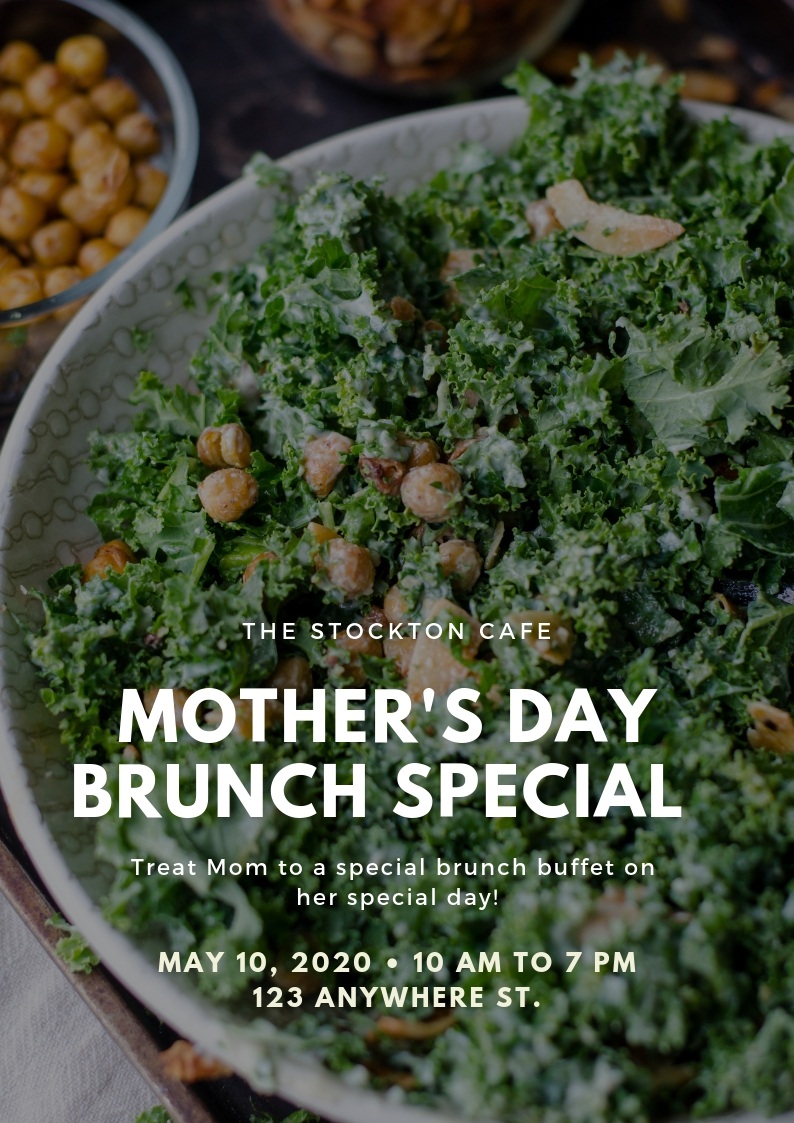 THE STOCKTON CAFE
MOTHER'S DAY
BRUNCH SPECIAL
Treat Mom to a special brunch buffet on
her special day!
MAY 10, 2020 • 10 AM TO 7 PM
123 ANYWHERE ST.